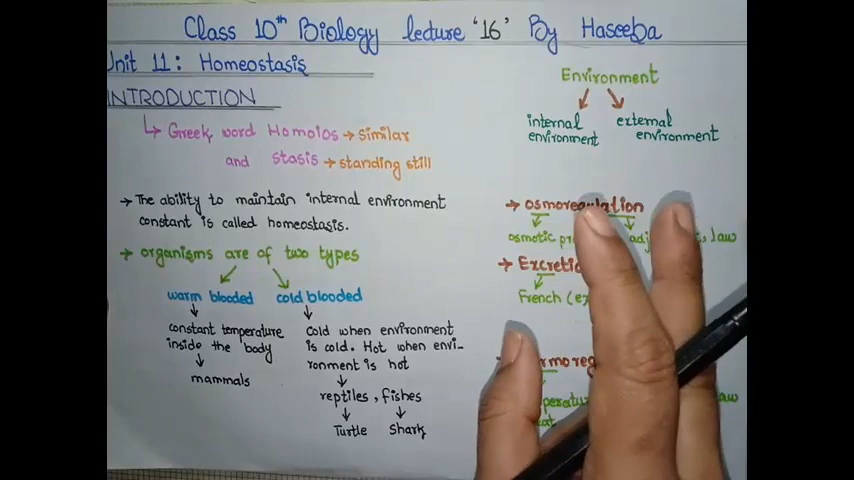 Class 10th Biology lecture '16' By Haseeba
Unit 11: Homeostasis
INTRODUCTION
Greek word Homoios → similar
and stasis → standing still
→ The ability to maintain internal environment
constant is called homeostasis.
→ organisms are of two types
warm blooded cold blooded
constant temperature
inside the body
mammals
Cold when environment
is cold. Hot when envi-
ronment is hot
reptiles, fishes
Turtle Shark
Environment
internal
environment
external
environment
→ osmoregulation
osmotic law
→
French
law